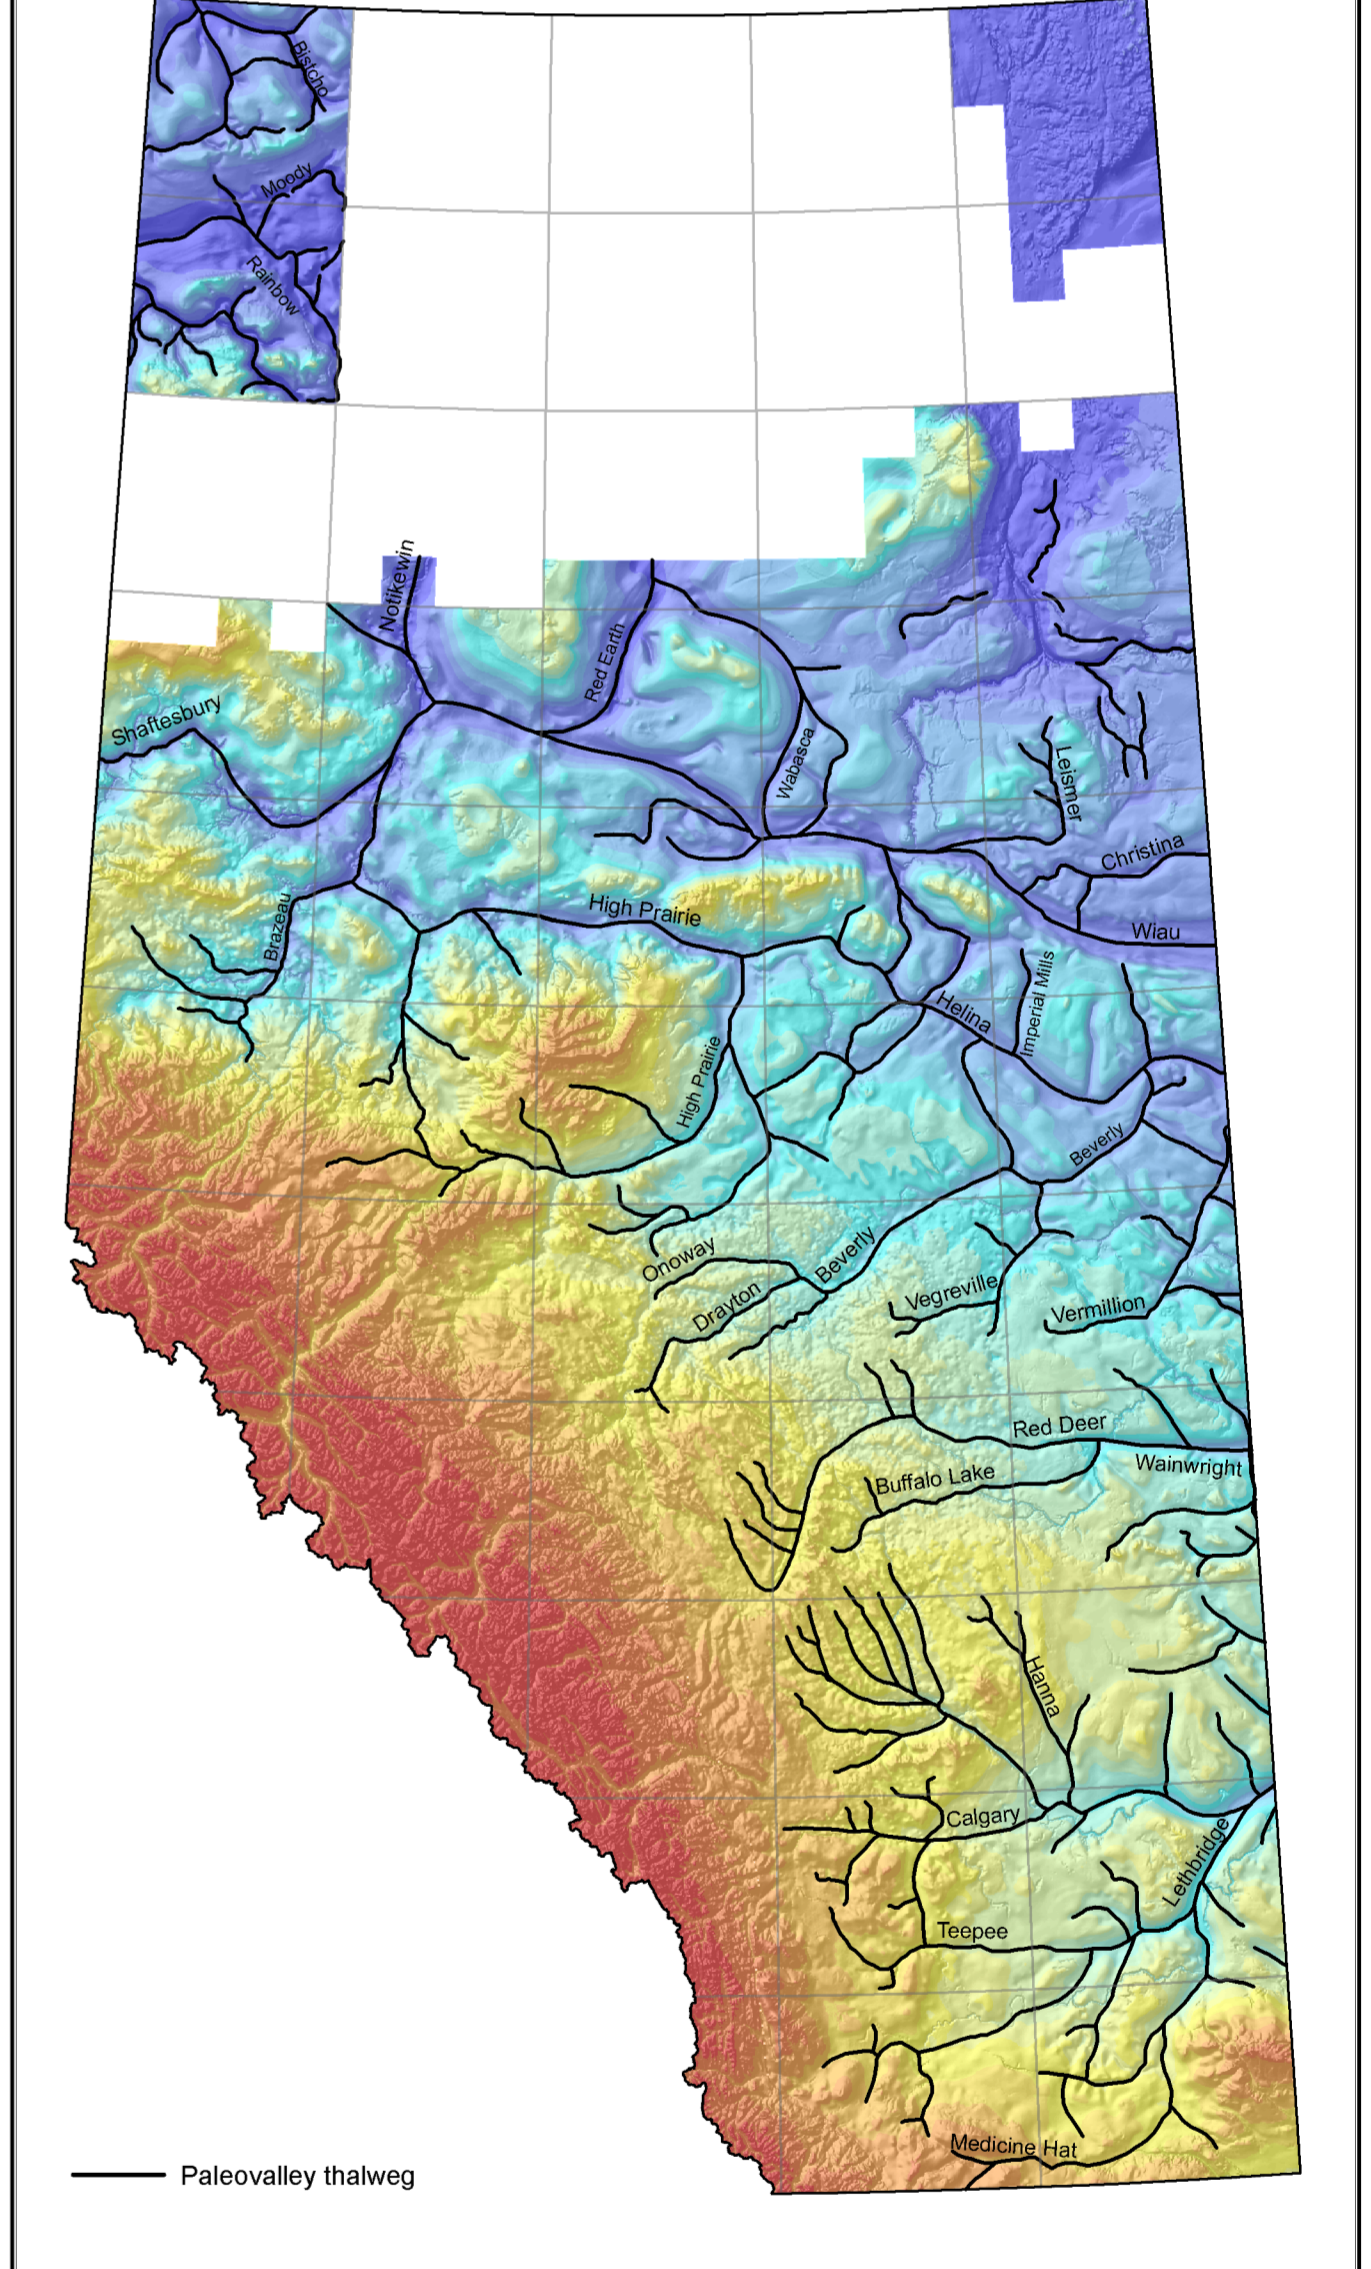 Bistcho
Moody
Rainbow
Notikewin
Red Earth
Shaftesbury
Wabasca
Leismer
Christina
Brazeau
High Prairie
Wiau
Imperial Mills
Helina
High Prairie
Beverly
Onoway
Beverly
Drayton
Vegreville
Vermillion
Red Deer
Wainwright
Buffalo Lake
Hanna
Calgary
Lethbridge
Teepee
Medicine Hat
Paleovalley thalweg